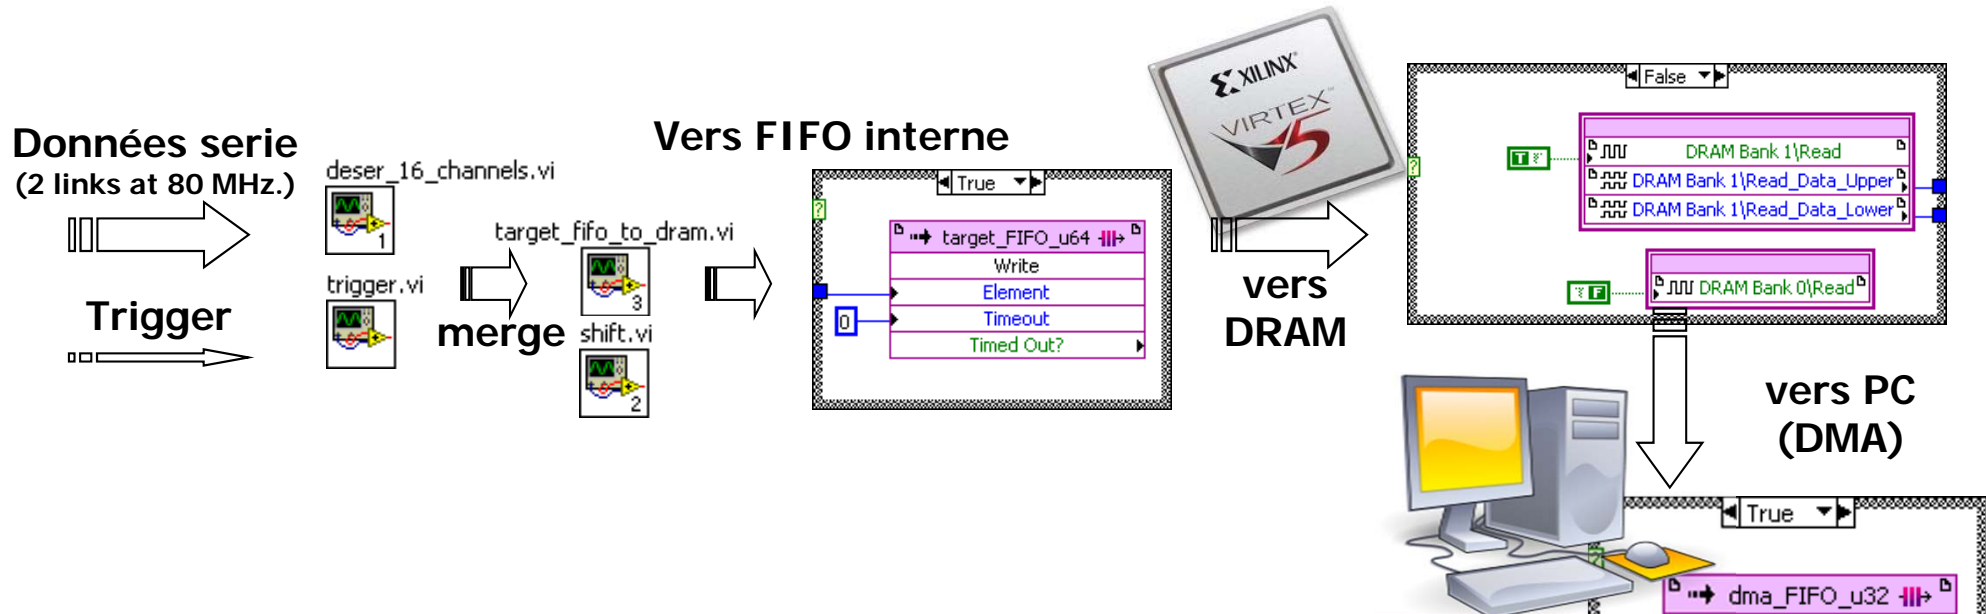 Données serie
(2 links at 80 MHz.)
Trigger
deser_16_channels.vi
1
trigger.vi
merge
target_fifo_to_dram.vi
3
shift.vi
2
Vers FIFO interne
True
?
target_FIFO_u64
Write
Element
0
Timeout
Timed Out?
XILINX
VIRTEX
5
vers
DRAM
False
?
T
DRAM Bank 1\Read
DRAM Bank 1\Read_Data_Upper
DRAM Bank 1\Read_Data_Lower
F
DRAM Bank 0\Read
vers PC
(DMA)
True
?
dma_FIFO_u32